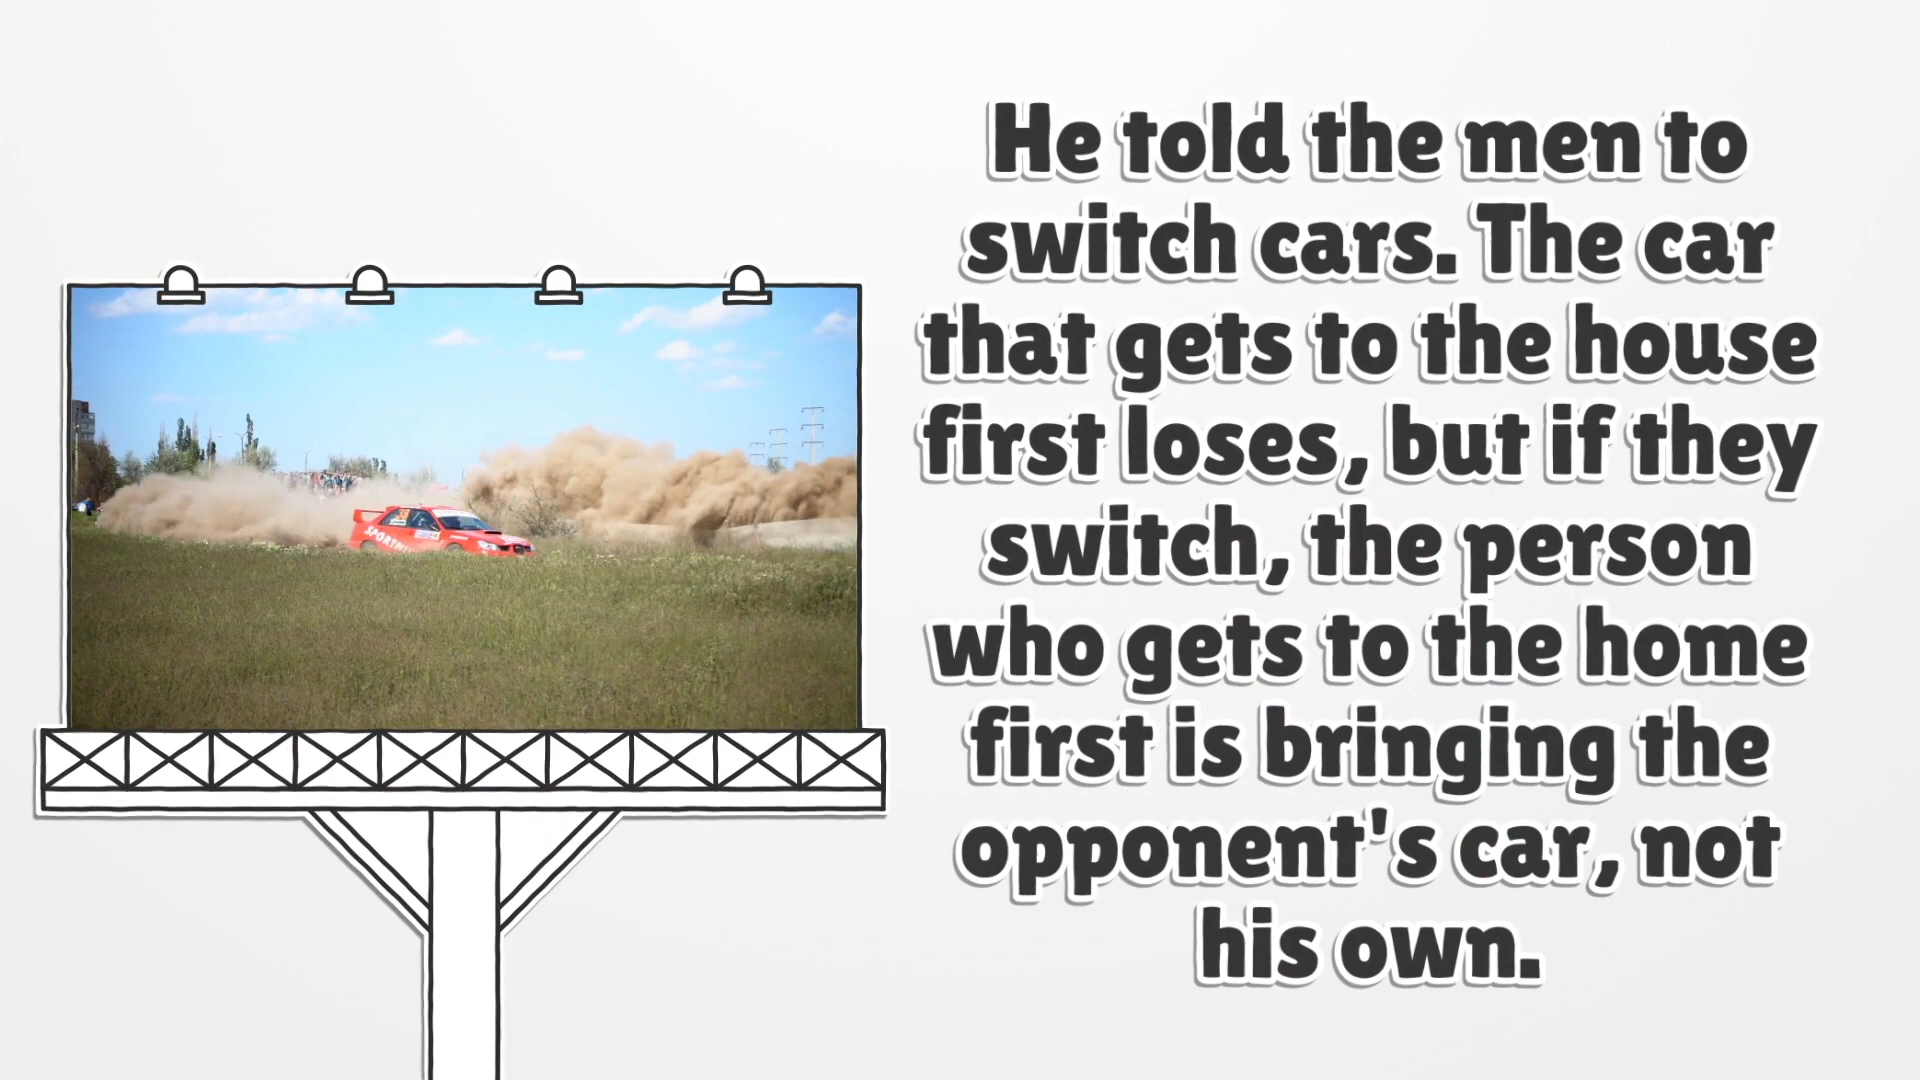 He told the men to
switch cars. The car
that gets to the house
first loses, but if they
switch, the person
who gets to the home
first is bringing the
opponent's car, not
his own.